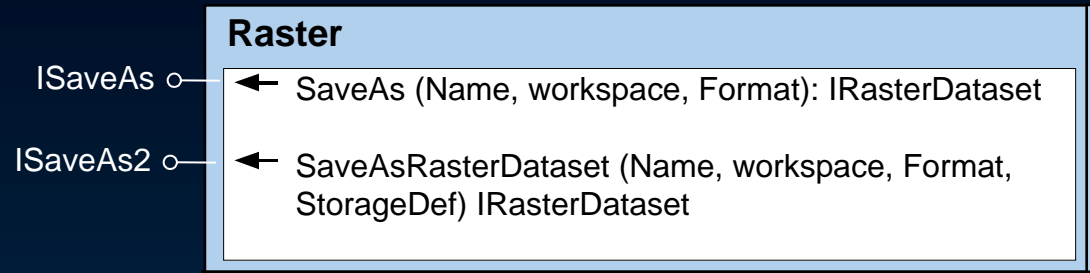 Raster
ISaveAs
SaveAs (Name, workspace, Format): IRasterDataset
ISaveAs2
SaveAsRasterDataset (Name, workspace, Format,
StorageDef) IRasterDataset